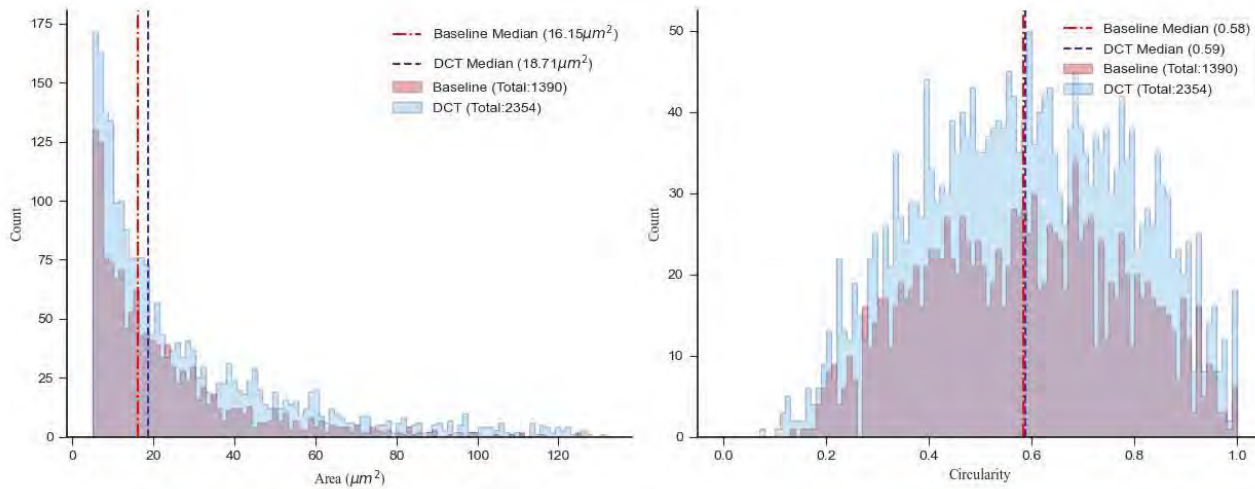 175
150
125
100
75
50
25
0
Count
0
20
40
60
80
100
120
Area (μm²)
Baseline Median (16.15μm²)
DCT Median (18.71μm²)
Baseline (Total:1390)
DCT (Total:2354)
50
40
30
20
10
0
Count
0.0
0.2
0.4
0.6
0.8
1.0
Circularity
Baseline Median (0.58)
DCT Median (0.59)
Baseline (Total:1390)
DCT (Total:2354)